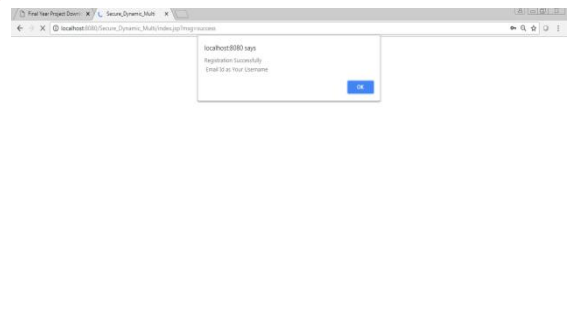 Final Year Project Downl
Secure_Dynamic_Multi
localhost:8080/Secure_Dynamic_Multi/index.jsp?msg=success
localhost:8080 says
Registration Successfully
Email Id as Your Username
OK